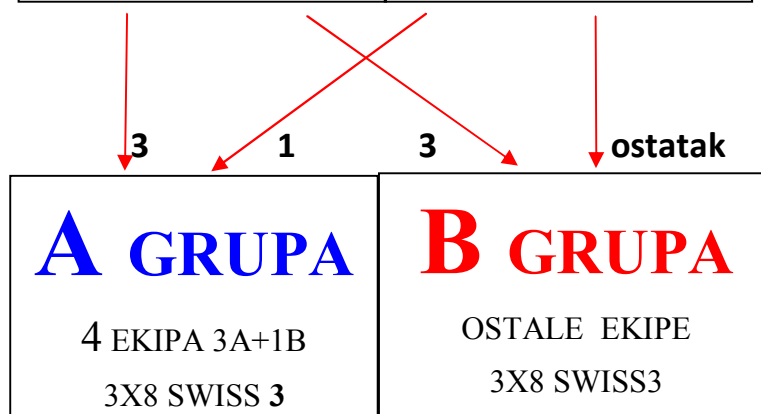 3 1 3 ostatak
A GRUPA
4 EKIPA 3A+1B
3X8 SWISS 3
B GRUPA
OSTALE EKIPE
3X8 SWISS3